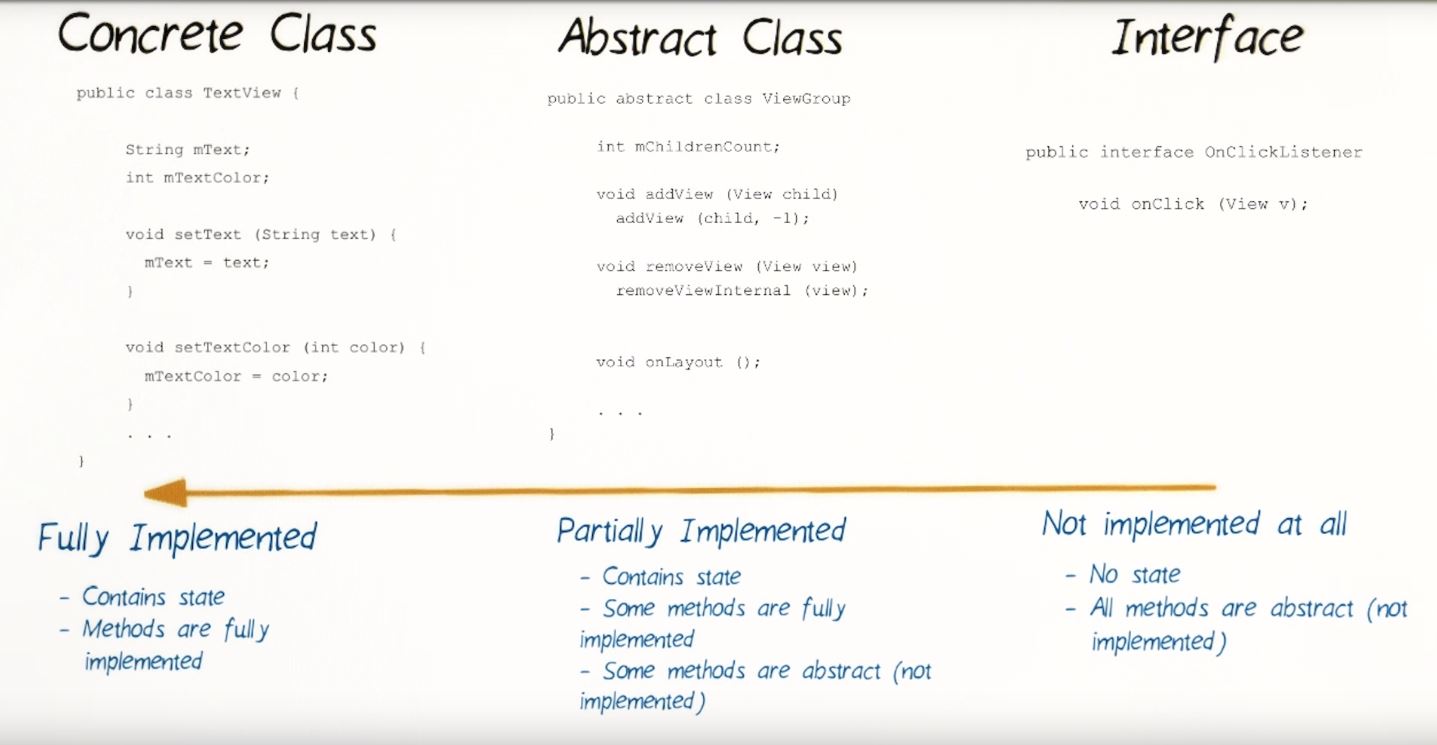 Concrete Class
public class TextView {
String mText;
int mTextColor;
void setText (String text) {
mText = text;
}
void setTextColor (int color) {
mTextColor = color;
}
. . .
}
Fully Implemented
- Contains state
- Methods are fully
implemented
Abstract Class
public abstract class ViewGroup
int mChildrenCount;
void addView (View child)
addView (child, -1);
void removeView (View view)
removeViewInternal (view);
void onLayout ();
. . .
}
Partially Implemented
- Contains state
- Some methods are fully
implemented
- Some methods are abstract (not
implemented)
Interface
public interface OnClickListener
void onClick (View v);
Not implemented at all
- No state
- All methods are abstract (not
implemented)